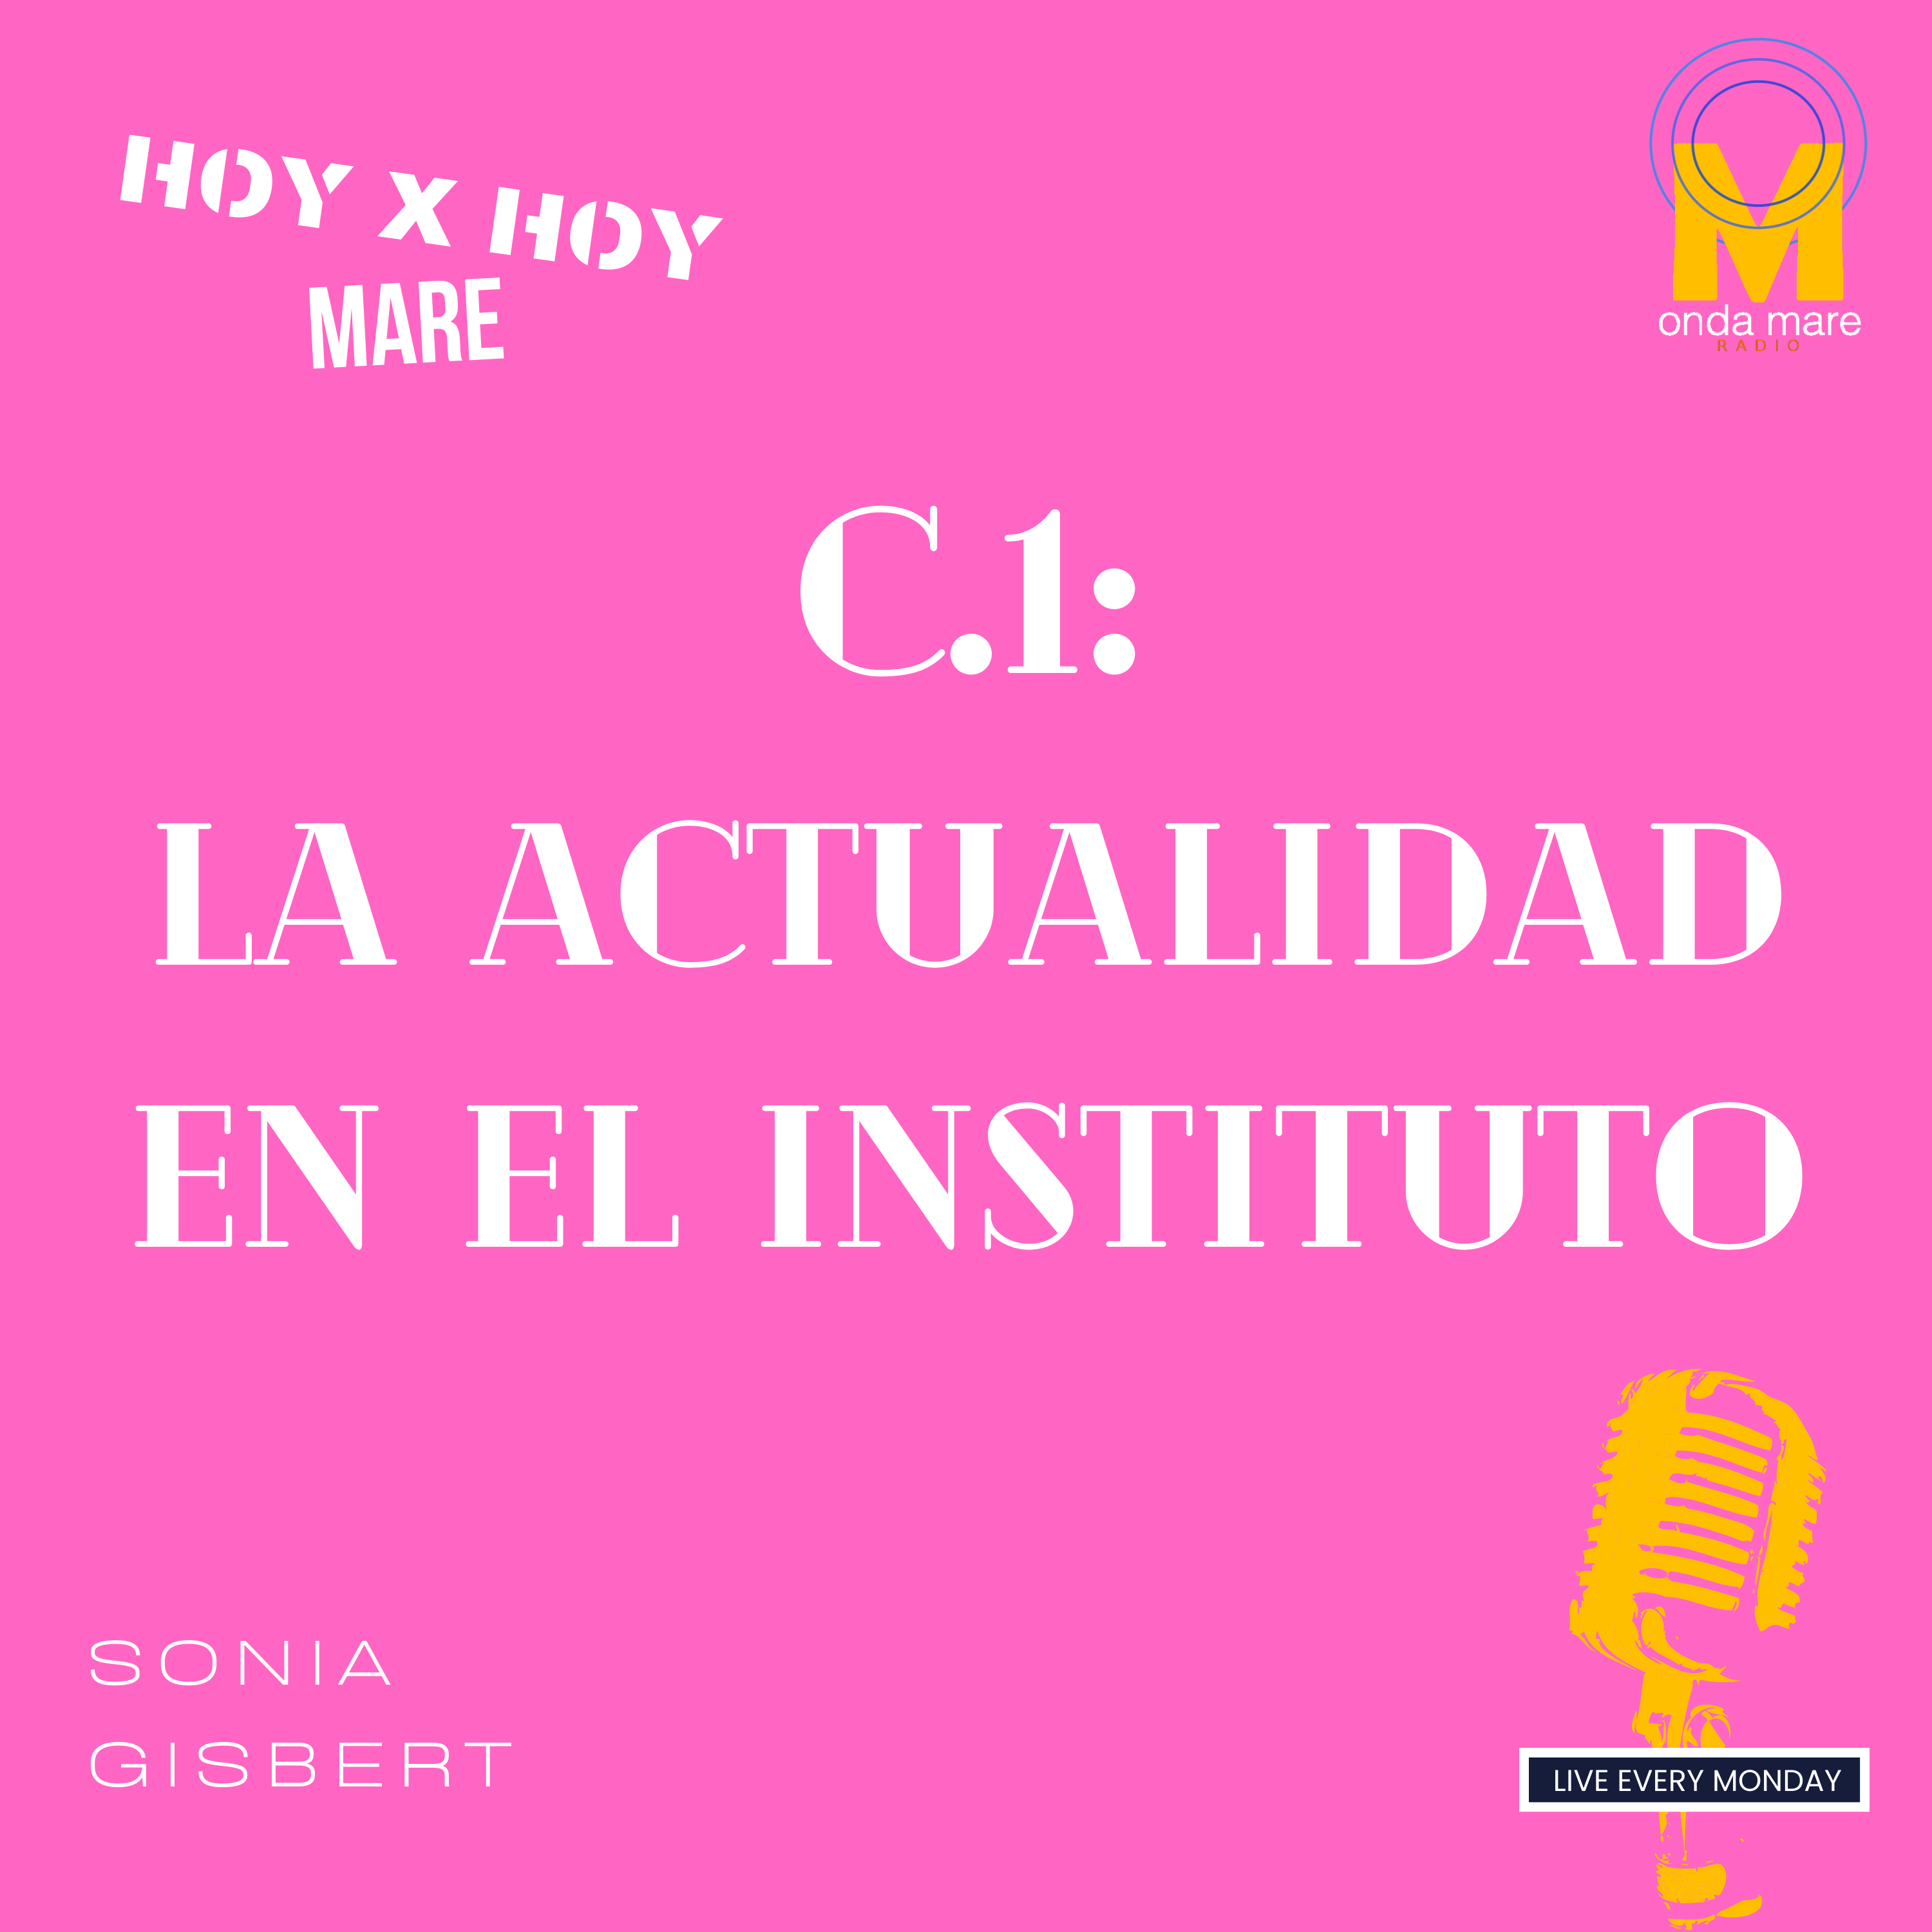 HOY X HOY
MARE
onda mare
RADIO
C.1:
LA ACTUALIDAD
EN EL INSTITUTO
SONIA
GISBERT
LIVE EVERY MONDAY